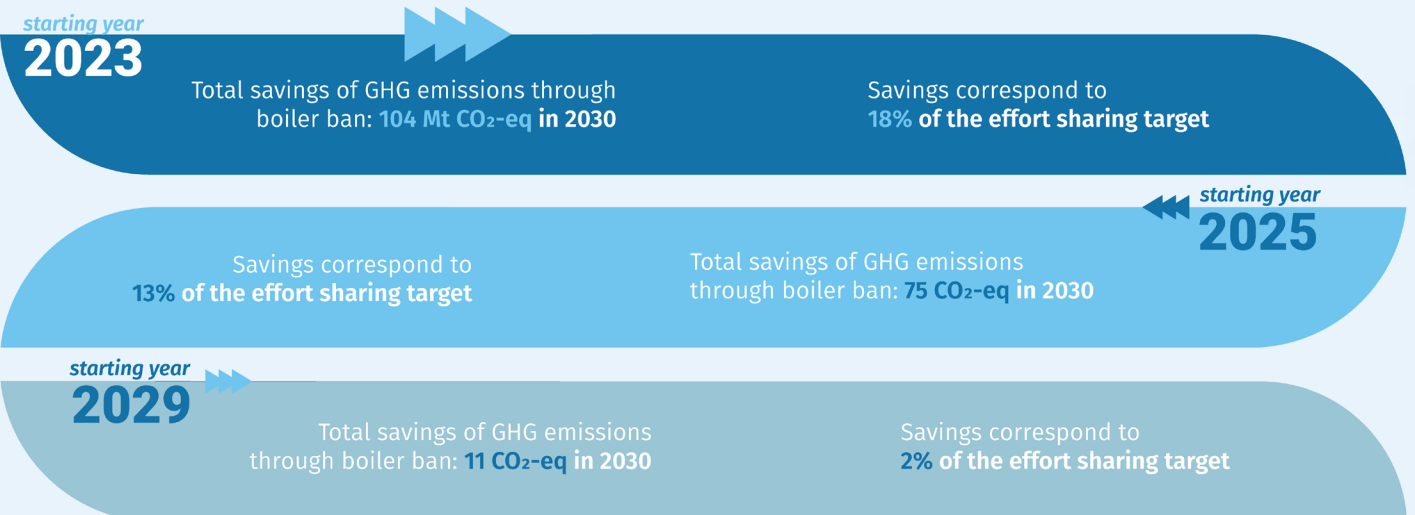 starting year
2023
Total savings of GHG emissions through
boiler ban: 104 Mt CO₂-eq in 2030
Savings correspond to
18% of the effort sharing target
starting year
2025
Total savings of GHG emissions
through boiler ban: 75 CO₂-eq in 2030
Savings correspond to
13% of the effort sharing target
starting year
2029
Total savings of GHG emissions
through boiler ban: 11 CO₂-eq in 2030
Savings correspond to
2% of the effort sharing target